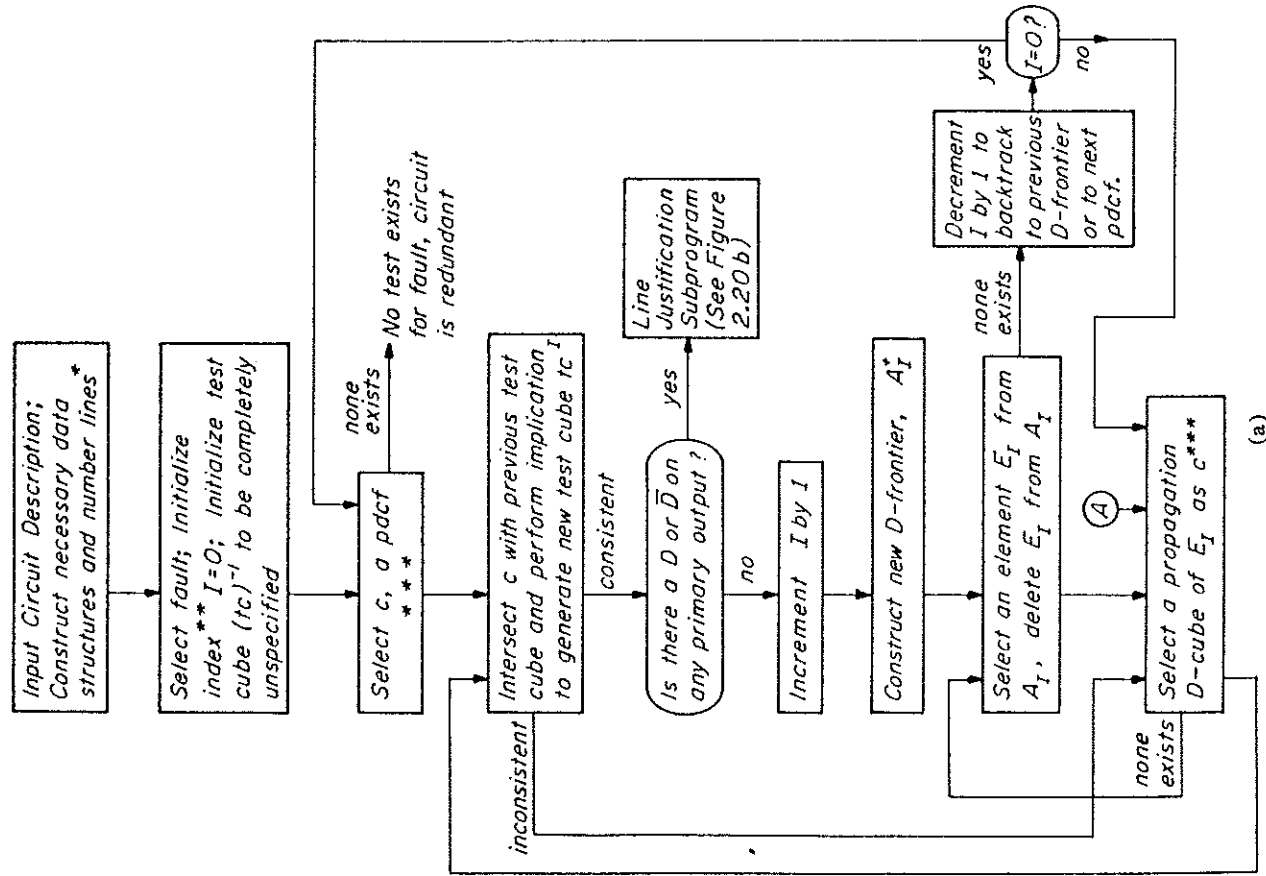 Input Circuit Description;
Construct necessary data
structures and number lines*
Select fault; Initialize
index** I=0; Initialize test
cube (tc)⁻¹ to be completely
unspecified
Select c, a pdcf
***
none
exists
No test exists
for fault, circuit
is redundant
Intersect c with previous test
cube and perform implication
to generate new test cube tcᴵ
inconsistent
consistent
Is there a D or D̅ on
any primary output?
yes
Line
Justification
Subprogram
(See Figure
2.20b)
no
Increment I by 1
Construct new D-frontier, A_I⁺
Select an element E_I from
A_I, delete E_I from A_I
none
exists
Decrement
I by 1 to
backtrack
to previous
D-frontier
or to next
pdcf.
I=0?
yes
no
A
Select a propagation
D-cube of E_I as c***
none
exists
(a)